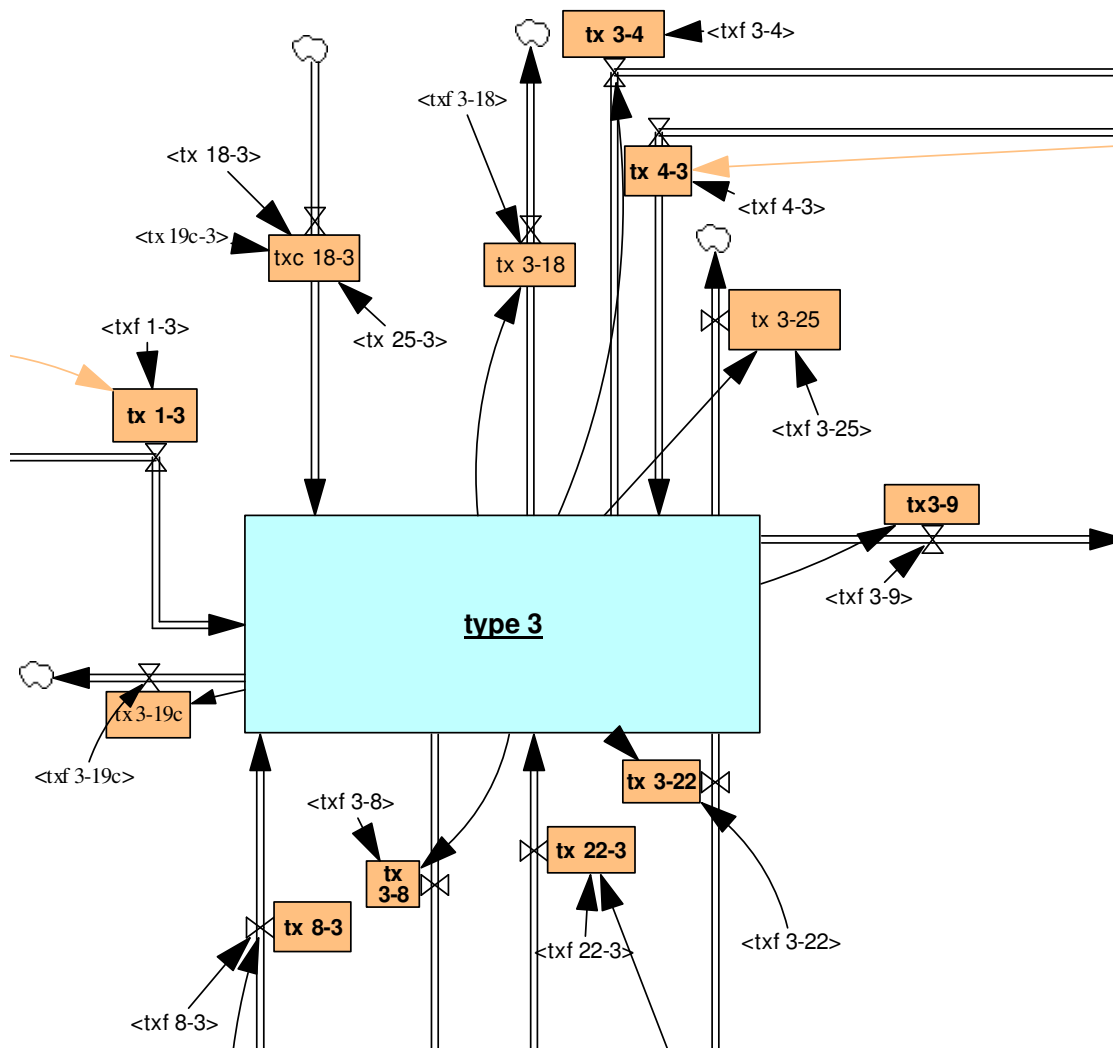 tx 3-4
<txf 3-4>
<txf 3-18>
<tx 18-3>
tx 4-3
<txf 4-3>
<tx 19c-3>
txc 18-3
tx 3-18
<tx 25-3>
tx 3-25
<txf 1-3>
tx 1-3
<txf 3-25>
tx3-9
<txf 3-9>
type 3
tx 3-19c
<txf 3-19c>
tx 3-22
<txf 3-8>
tx 22-3
tx
3-8
tx 8-3
<txf 22-3>
<txf 3-22>
<txf 8-3>